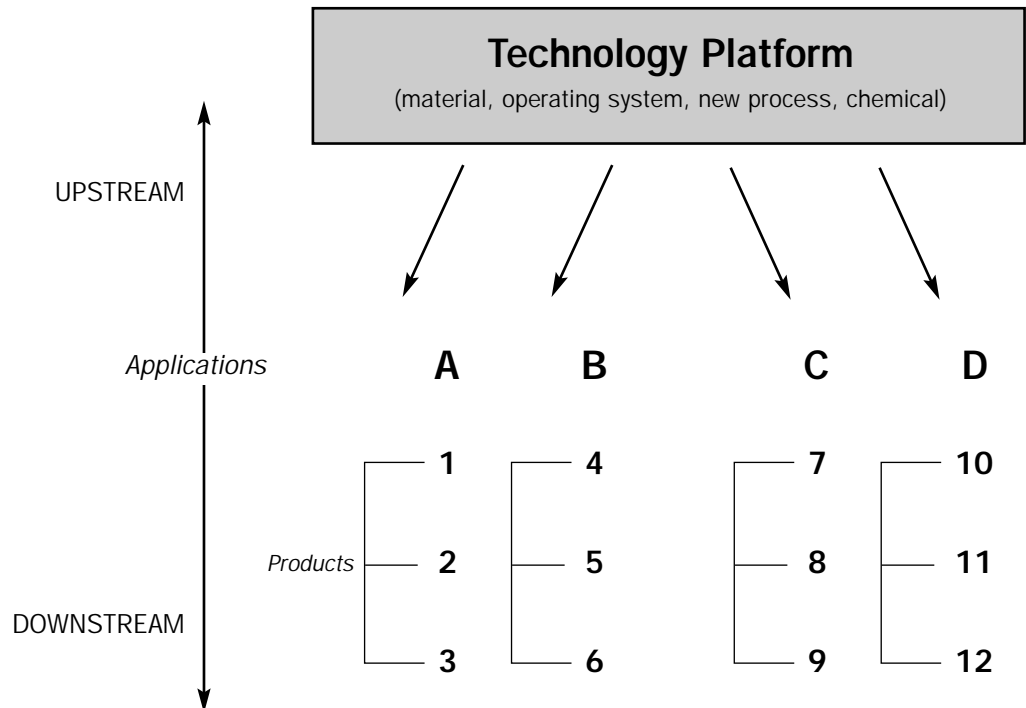 Technology Platform
(material, operating system, new process, chemical)
UPSTREAM
Applications
A B C D
1 4 7 10
Products
2 5 8 11
DOWNSTREAM
3 6 9 12